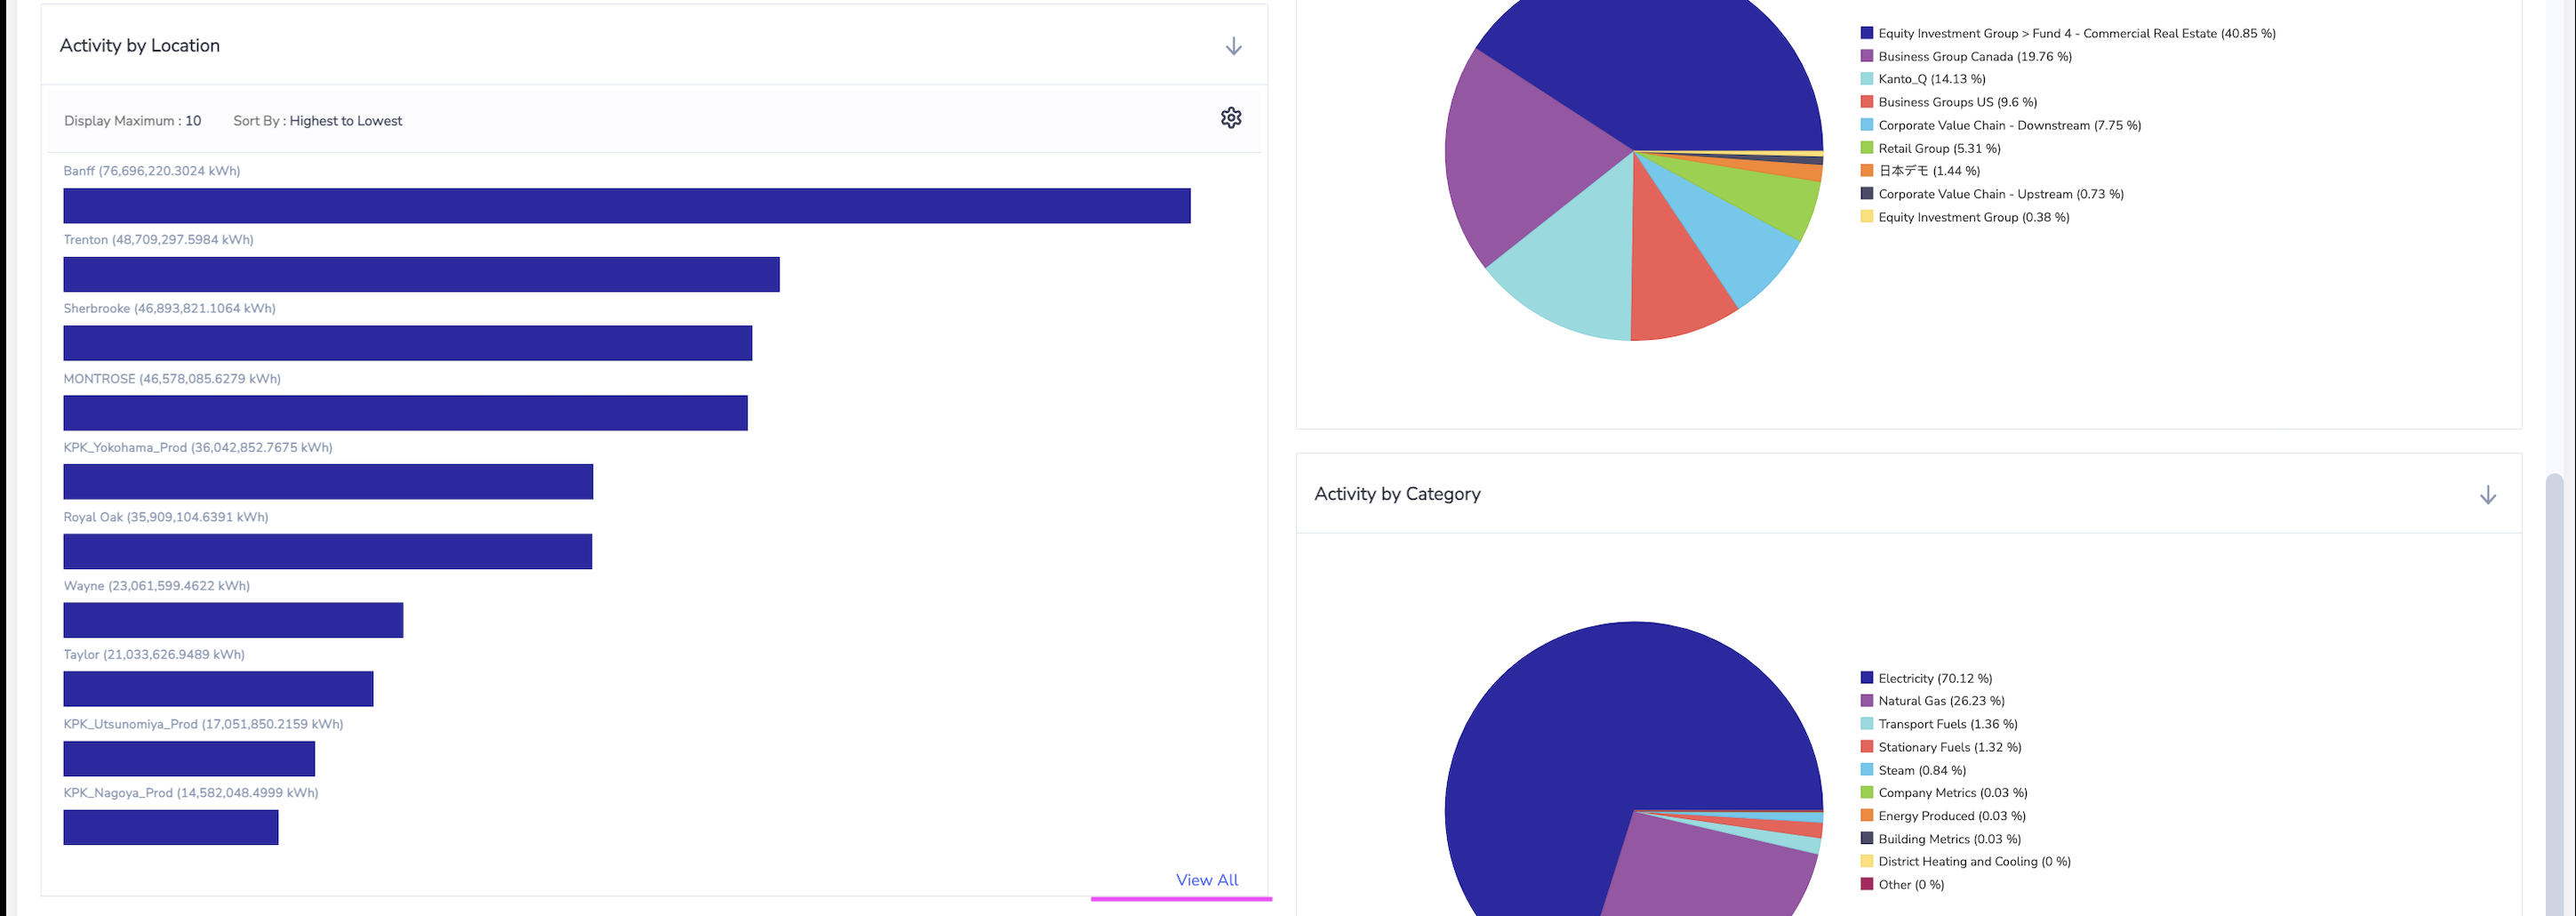 Activity by Location
Display Maximum : 10 Sort By : Highest to Lowest
Banff (76,696,220.3024 kWh)
Trenton (48,709,297.5984 kWh)
Sherbrooke (46,893,821.1064 kWh)
MONTROSE (46,578,085.6279 kWh)
KPK_Yokohama_Prod (36,042,852.7675 kWh)
Royal Oak (35,909,104.6391 kWh)
Wayne (23,061,599.4622 kWh)
Taylor (21,033,626.9489 kWh)
KPK_Utsunomiya_Prod (17,051,850.2159 kWh)
KPK_Nagoya_Prod (14,582,048.4999 kWh)
View All
Equity Investment Group > Fund 4 - Commercial Real Estate (40.85 %)
Business Group Canada (19.76 %)
Kanto_Q (14.13 %)
Business Groups US (9.6 %)
Corporate Value Chain - Downstream (7.75 %)
Retail Group (5.31 %)
日本デモ (1.44 %)
Corporate Value Chain - Upstream (0.73 %)
Equity Investment Group (0.38 %)
Activity by Category
Electricity (70.12 %)
Natural Gas (26.23 %)
Transport Fuels (1.36 %)
Stationary Fuels (1.32 %)
Steam (0.84 %)
Company Metrics (0.03 %)
Energy Produced (0.03 %)
Building Metrics (0.03 %)
District Heating and Cooling (0 %)
Other (0 %)